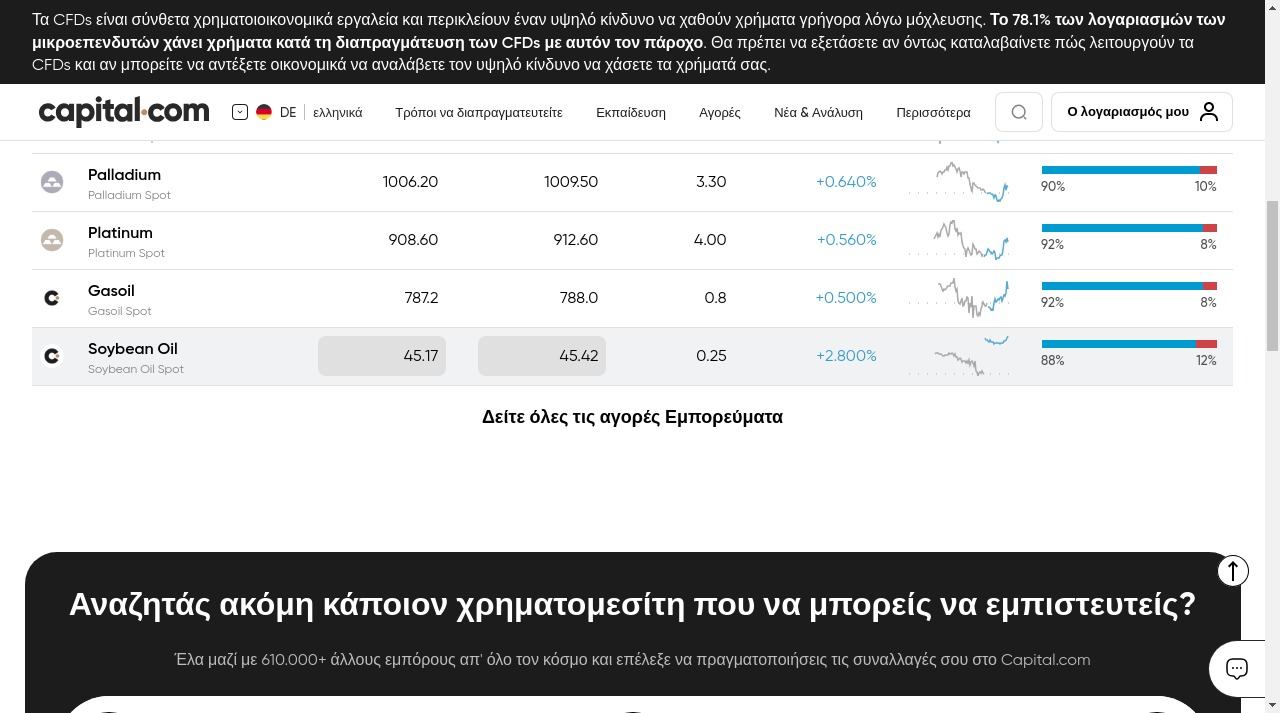 Τα CFDs είναι σύνθετα χρηματοιοικονομικά εργαλεία και περικλείουν έναν υψηλό κίνδυνο να χαθούν χρήματα γρήγορα λόγω μόχλευσης. Το 78.1% των λογαριασμών των
μικροεπενδυτών χάνει χρήματα κατά τη διαπραγμάτευση των CFDs με αυτόν τον πάροχο. Θα πρέπει να εξετάσετε αν όντως καταλαβαίνετε πώς λειτουργούν τα
CFDs και αν μπορείτε να αντέξετε οικονομικά να αναλάβετε τον υψηλό κίνδυνο να χάσετε τα χρήματά σας.
capital.com DE ελληνικά Τρόποι να διαπραγματευτείτε Εκπαίδευση Αγορές Νέα & Ανάλυση Περισσότερα Ο λογαριασμός μου
Palladium 1006.20 1009.50 3.30 +0.640%
Palladium Spot 90% 10%
Platinum 908.60 912.60 4.00 +0.560%
Platinum Spot 92% 8%
Gasoil 787.2 788.0 0.8 +0.500%
Gasoil Spot 92% 8%
Soybean Oil 45.17 45.42 0.25 +2.800%
Soybean Oil Spot 88% 12%
Δείτε όλες τις αγορές Εμπορεύματα
Αναζητάς ακόμη κάποιον χρηματομεσίτη που να μπορείς να εμπιστευτείς?
Έλα μαζί με 610.000+ άλλους εμπόρους απ' όλο τον κόσμο και επέλεξε να πραγματοποιήσεις τις συναλλαγές σου στο Capital.com